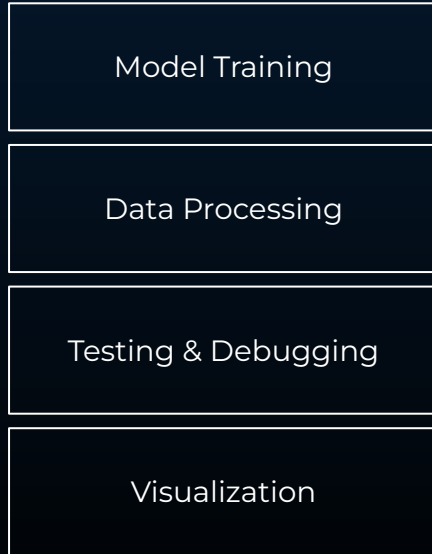 Model Training
Data Processing
Testing & Debugging
Visualization